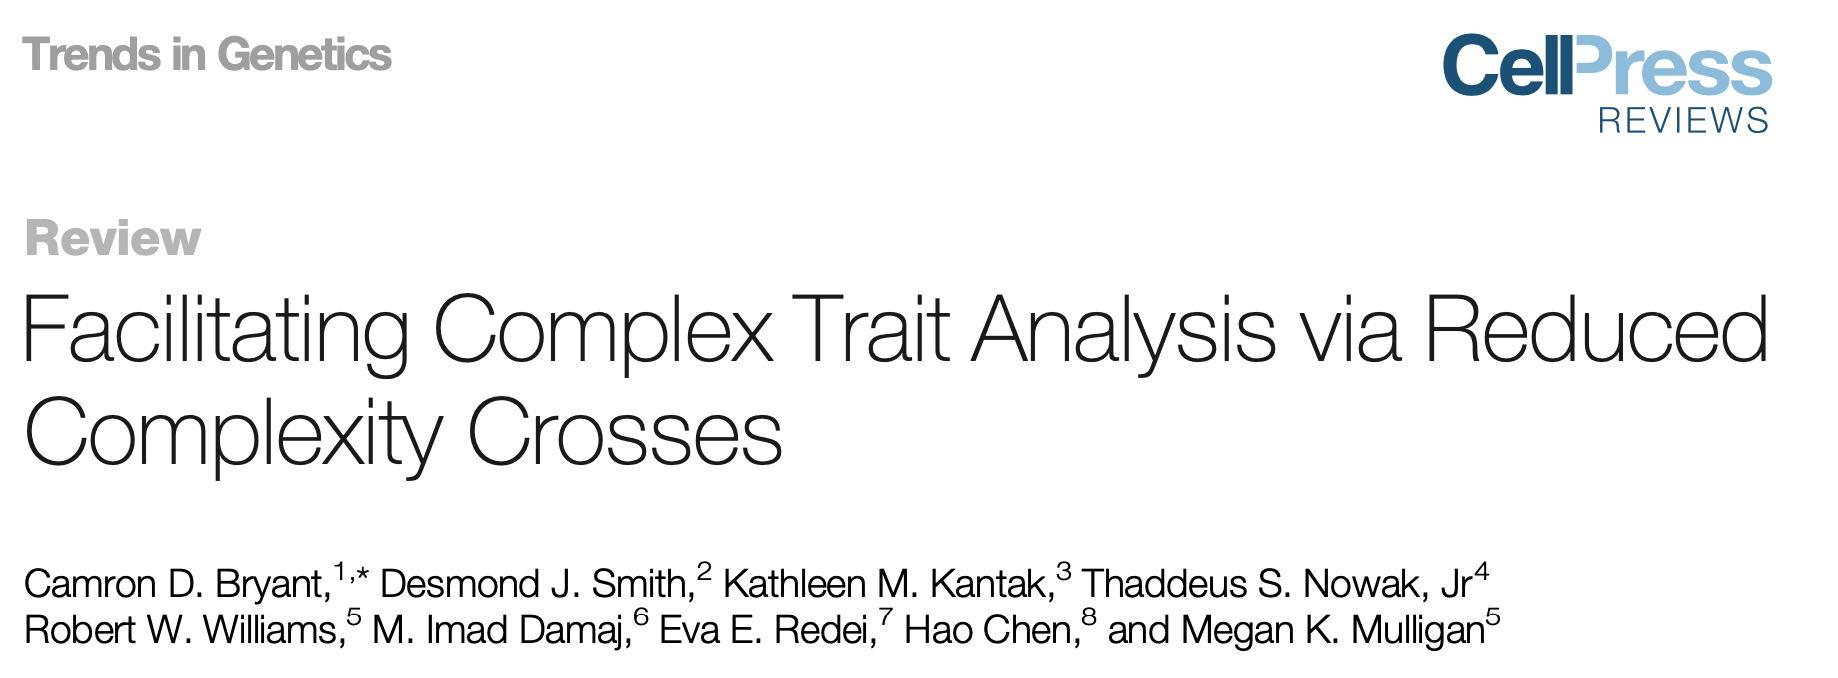 Trends in Genetics
CellPress
REVIEWS
Review
Facilitating Complex Trait Analysis via Reduced
Complexity Crosses
Camron D. Bryant,1,* Desmond J. Smith,2 Kathleen M. Kantak,3 Thaddeus S. Nowak, Jr4
Robert W. Williams,5 M. Imad Damaj,6 Eva E. Redei,7 Hao Chen,8 and Megan K. Mulligan5